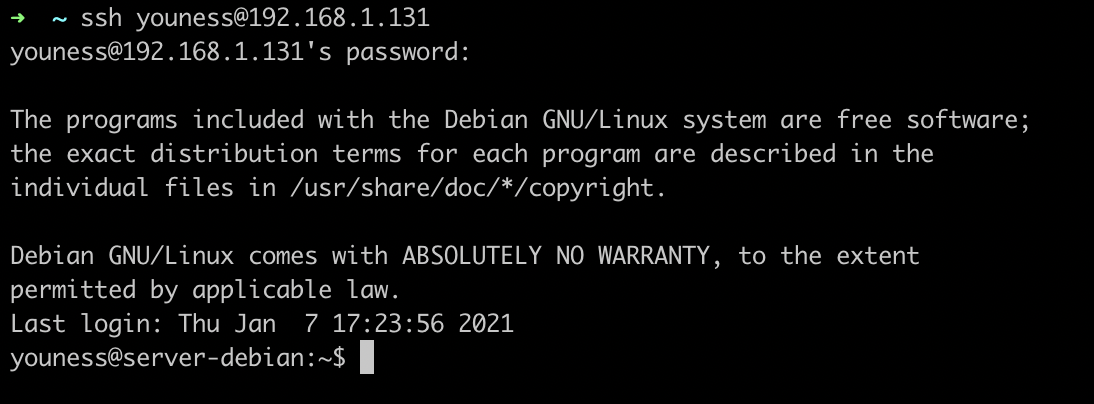 ➜  ~ ssh youness@192.168.1.131
youness@192.168.1.131's password:
The programs included with the Debian GNU/Linux system are free software;
the exact distribution terms for each program are described in the
individual files in /usr/share/doc/*/copyright.
Debian GNU/Linux comes with ABSOLUTELY NO WARRANTY, to the extent
permitted by applicable law.
Last login: Thu Jan  7 17:23:56 2021
youness@server-debian:~$